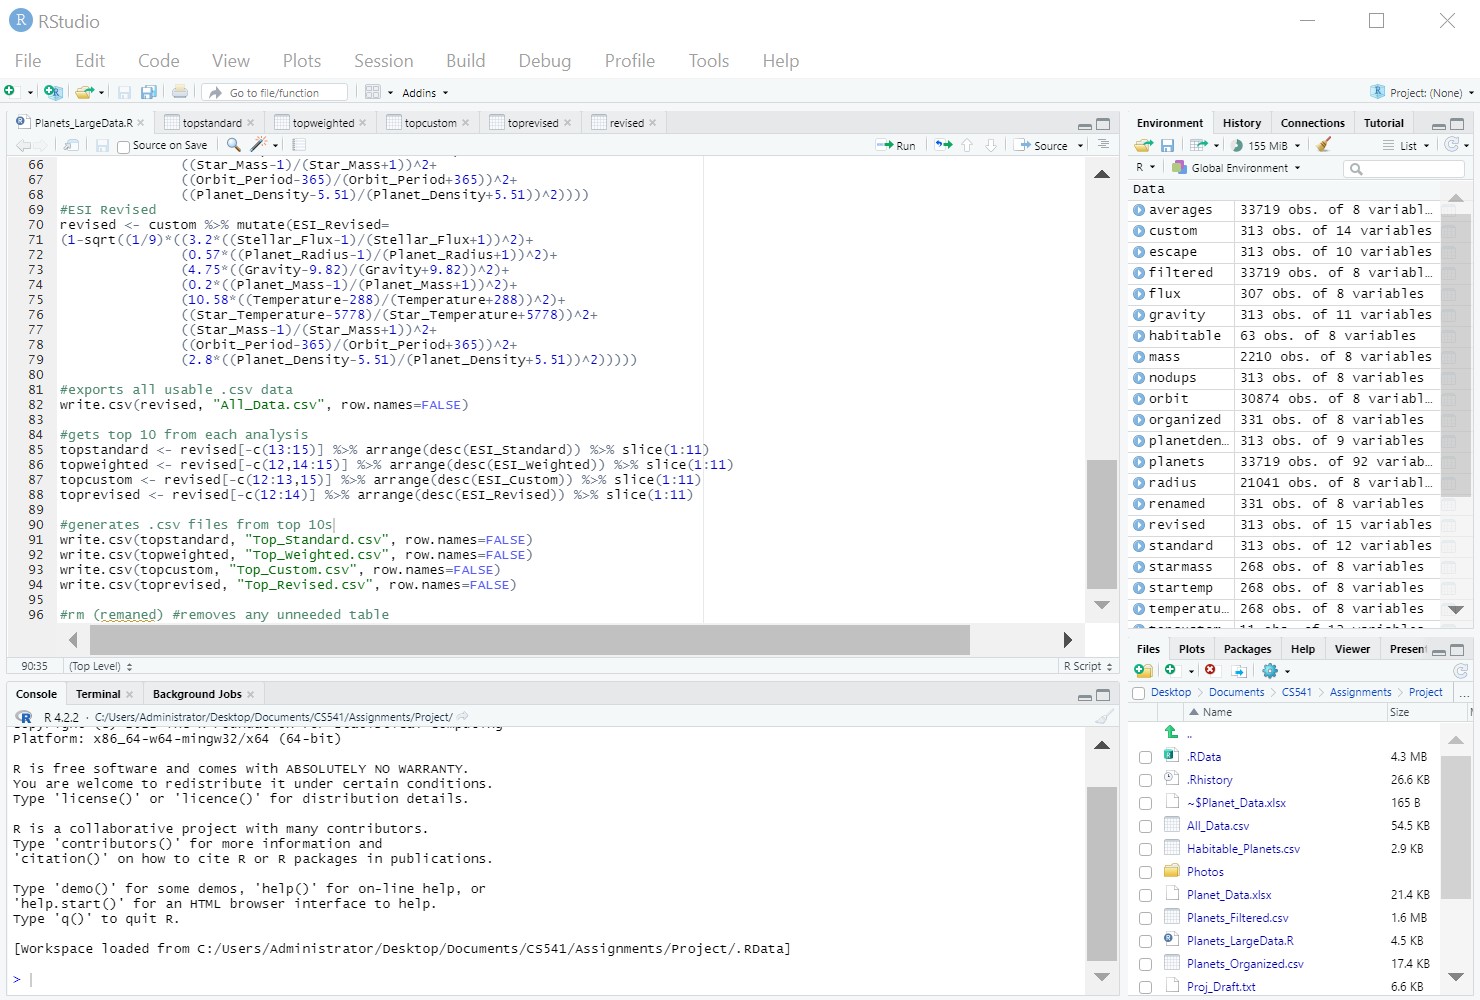 RStudio
File Edit Code View Plots Session Build Debug Profile Tools Help
Go to file/function Addins Project: (None)
Planets_LargeData.R topstandard topweighted topcustom toprevised revised
Source on Save Run Source
66 ((Star_Mass-1)/(Star_Mass+1))^2+
67 ((Orbit_Period-365)/(Orbit_Period+365))^2+
68 ((Planet_Density-5.51)/(Planet_Density+5.51))^2))))
69 #ESI Revised
70 revised <- custom %>% mutate(ESI_Revised=
71 (1-sqrt((1/9)*((3.2*((Stellar_Flux-1)/(Stellar_Flux+1))^2)+
72 (0.57*((Planet_Radius-1)/(Planet_Radius+1))^2)+
73 (4.75*((Gravity-9.82)/(Gravity+9.82))^2)+
74 (0.2*((Planet_Mass-1)/(Planet_Mass+1))^2)+
75 (10.58*((Temperature-288)/(Temperature+288))^2)+
76 ((Star_Temperature-5778)/(Star_Temperature+5778))^2+
77 ((Star_Mass-1)/(Star_Mass+1))^2+
78 ((Orbit_Period-365)/(Orbit_Period+365))^2+
79 (2.8*((Planet_Density-5.51)/(Planet_Density+5.51))^2)))))
80
81 #exports all usable .csv data
82 write.csv(revised, "All_Data.csv", row.names=FALSE)
83
84 #gets top 10 from each analysis
85 topstandard <- revised[-c(13:15)] %>% arrange(desc(ESI_Standard)) %>% slice(1:11)
86 topweighted <- revised[-c(12,14:15)] %>% arrange(desc(ESI_Weighted)) %>% slice(1:11)
87 topcustom <- revised[-c(12:13,15)] %>% arrange(desc(ESI_Custom)) %>% slice(1:11)
88 toprevised <- revised[-c(12:14)] %>% arrange(desc(ESI_Revised)) %>% slice(1:11)
89
90 #generates .csv files from top 10s
91 write.csv(topstandard, "Top_Standard.csv", row.names=FALSE)
92 write.csv(topweighted, "Top_Weighted.csv", row.names=FALSE)
93 write.csv(topcustom, "Top_Custom.csv", row.names=FALSE)
94 write.csv(toprevised, "Top_Revised.csv", row.names=FALSE)
95
96 #rm (remaned) #removes any unneeded table
90:35 (Top Level) R Script
Console Terminal Background Jobs
R 4.2.2 · C:/Users/Administrator/Desktop/Documents/CS541/Assignments/Project/
Platform: x86_64-w64-mingw32/x64 (64-bit)
R is free software and comes with ABSOLUTELY NO WARRANTY.
You are welcome to redistribute it under certain conditions.
Type 'license()' or 'licence()' for distribution details.
R is a collaborative project with many contributors.
Type 'contributors()' for more information and
'citation()' on how to cite R or R packages in publications.
Type 'demo()' for some demos, 'help()' for on-line help, or
'help.start()' for an HTML browser interface to help.
Type 'q()' to quit R.
[Workspace loaded from C:/Users/Administrator/Desktop/Documents/CS541/Assignments/Project/.RData]
>
Environment History Connections Tutorial
155 MiB List
R Global Environment
Data
averages 33719 obs. of 8 variabl…
custom 313 obs. of 14 variables
escape 313 obs. of 10 variables
filtered 33719 obs. of 8 variabl…
flux 307 obs. of 8 variables
gravity 313 obs. of 11 variables
habitable 63 obs. of 8 variables
mass 2210 obs. of 8 variables
nodups 313 obs. of 8 variables
orbit 30874 obs. of 8 variabl…
organized 331 obs. of 8 variables
planetden… 313 obs. of 9 variables
planets 33719 obs. of 92 variab…
radius 21041 obs. of 8 variabl…
renamed 331 obs. of 8 variables
revised 313 obs. of 15 variables
standard 313 obs. of 12 variables
starmass 268 obs. of 8 variables
startemp 268 obs. of 8 variables
temperatu… 268 obs. of 8 variables
Files Plots Packages Help Viewer Presen
Desktop Documents CS541 Assignments Project ...
Name Size
..
.RData 4.3 MB
.Rhistory 26.6 KB
~$Planet_Data.xlsx 165 B
All_Data.csv 54.5 KB
Habitable_Planets.csv 2.9 KB
Photos
Planet_Data.xlsx 21.4 KB
Planets_Filtered.csv 1.6 MB
Planets_LargeData.R 4.5 KB
Planets_Organized.csv 17.4 KB
Proj_Draft.txt 6.6 KB